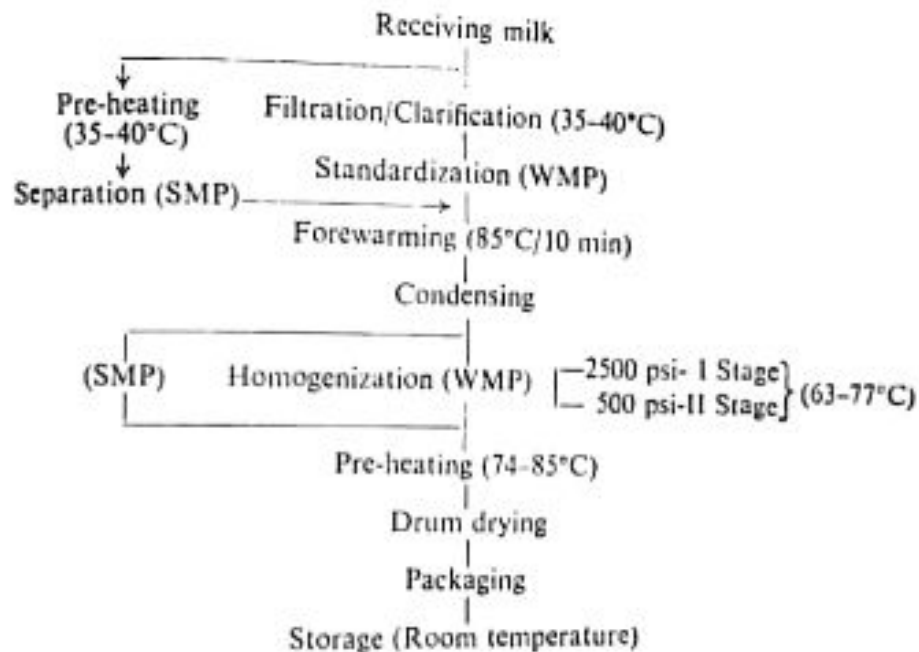 Receiving milk
Pre-heating
(35-40°C)
Filtration/Clarification (35-40°C)
Standardization (WMP)
Separation (SMP)
Forewarming (85°C/10 min)
Condensing
(SMP)
Homogenization (WMP)
2500 psi- I Stage
500 psi-II Stage
(63-77°C)
Pre-heating (74-85°C)
Drum drying
Packaging
Storage (Room temperature)